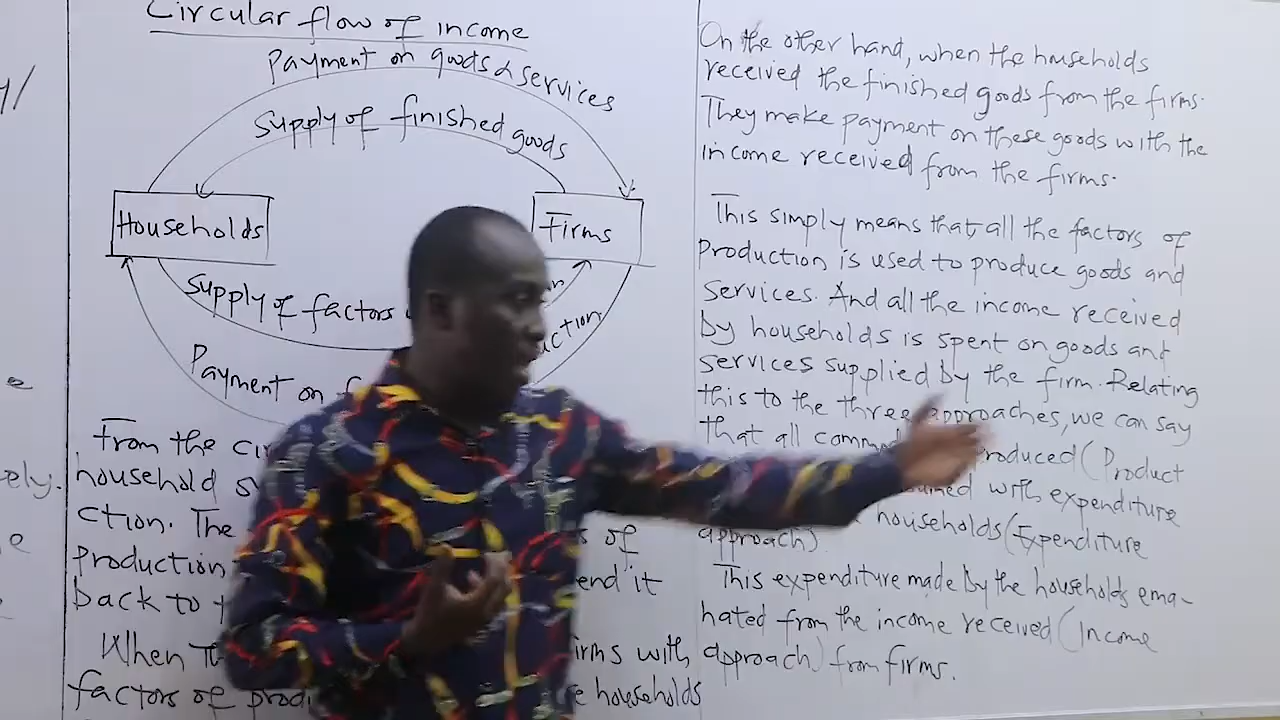 Circular flow of income
Payment on goods & services
Supply of finished goods
Households
Firms
Supply of factors
Payment on
From the
household
ction. The
of
Production
end it
back to
When
irms with
factors of
households
On the other hand, when the households
received the finished goods from the firms.
They make payment on these goods with the
income received from the firms.
This simply means that, all the factors of
Production is used to produce goods and
services. And all the income received
by households is spent on goods and
services supplied by the firm. Relating
this to the three approaches, we can say
that all comm roduced (Product
with expenditure
approach). households (Expenditure
This expenditure made by the households ema-
nated from the income received (Income
approach) from firms.